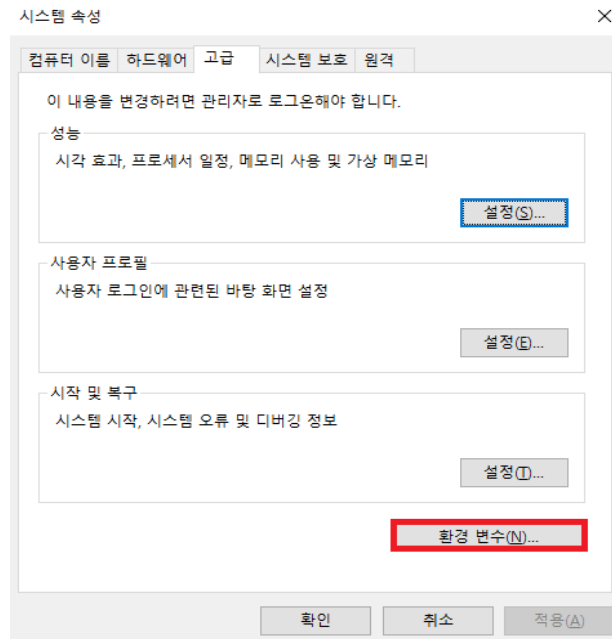 시스템 속성
컴퓨터 이름 하드웨어 고급 시스템 보호 원격
이 내용을 변경하려면 관리자로 로그온해야 합니다.
성능
시각 효과, 프로세서 일정, 메모리 사용 및 가상 메모리
설정(S)...
사용자 프로필
사용자 로그인에 관련된 바탕 화면 설정
설정(E)...
시작 및 복구
시스템 시작, 시스템 오류 및 디버깅 정보
설정(T)...
환경 변수(N)...
확인 취소 적용(A)